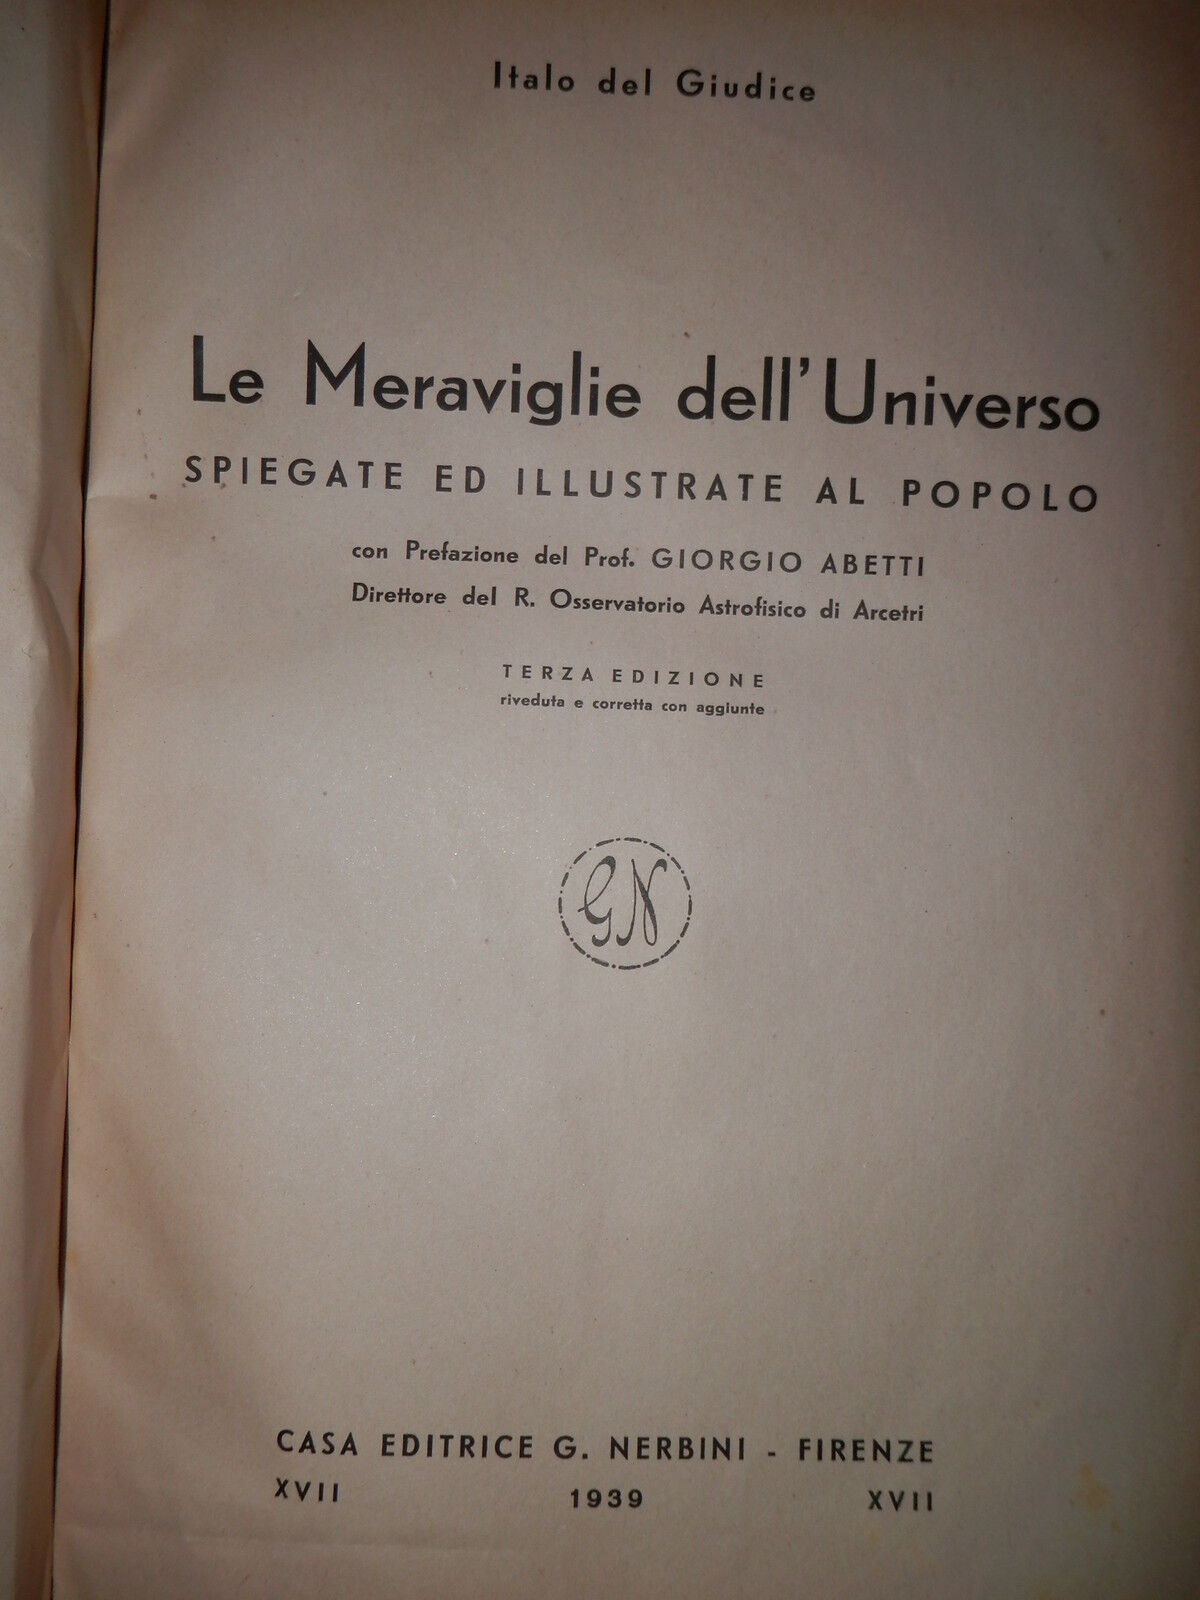 Italo del Giudice
Le Meraviglie dell'Universo
SPIEGATE ED ILLUSTRATE AL POPOLO
con Prefazione del Prof. GIORGIO ABETTI
Direttore del R. Osservatorio Astrofisico di Arcetri
TERZA EDIZIONE
riveduta e corretta con aggiunte
GN
CASA EDITRICE G. NERBINI - FIRENZE
XVII 1939 XVII